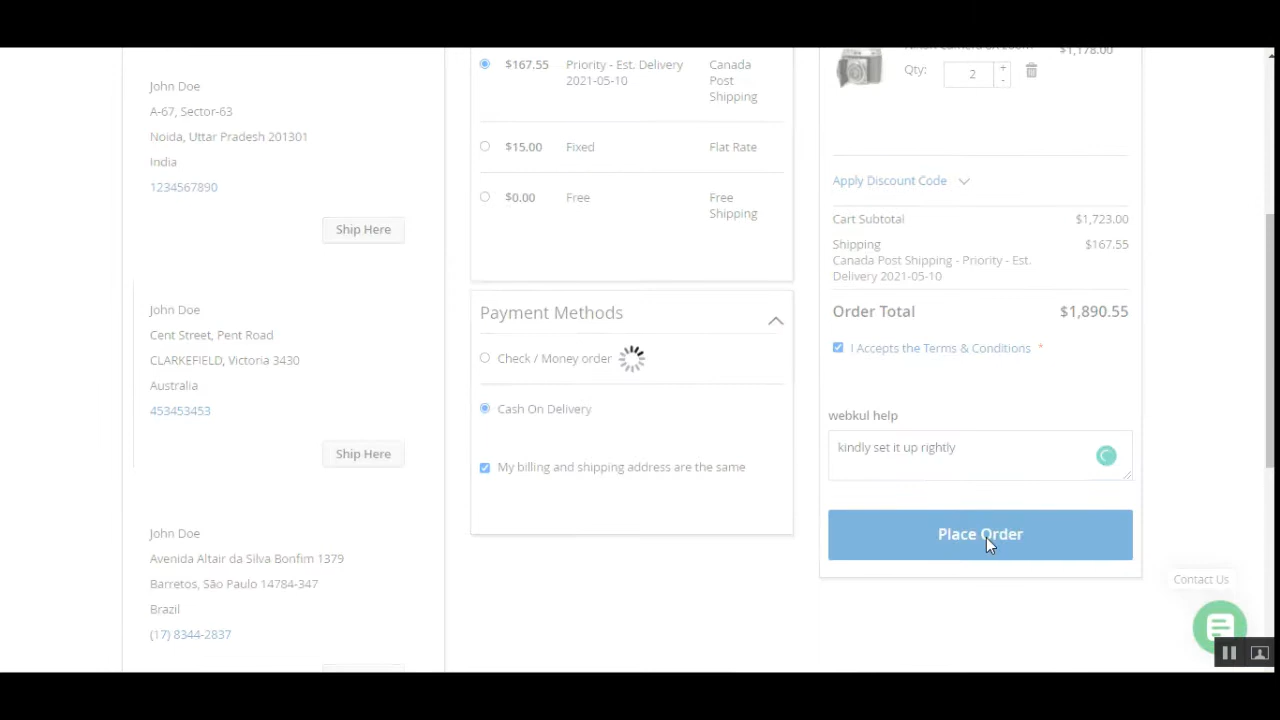 John Doe
A-67, Sector-63
Noida, Uttar Pradesh 201301
India
1234567890
Ship Here
John Doe
Cent Street, Pent Road
CLARKEFIELD, Victoria 3430
Australia
453453453
Ship Here
John Doe
Avenida Altair da Silva Bonfim 1379
Barretos, São Paulo 14784-347
Brazil
(17) 8344-2837
$167.55 Priority - Est. Delivery Canada
2021-05-10 Post
Shipping
$15.00 Fixed Flat Rate
$0.00 Free Free
Shipping
Payment Methods
Check / Money order
Cash On Delivery
My billing and shipping address are the same
$1,178.00
Qty: 2 +
-
Apply Discount Code
Cart Subtotal $1,723.00
Shipping $167.55
Canada Post Shipping - Priority - Est.
Delivery 2021-05-10
Order Total $1,890.55
I Accepts the Terms & Conditions *
webkul help
kindly set it up rightly
Place Order
Contact Us